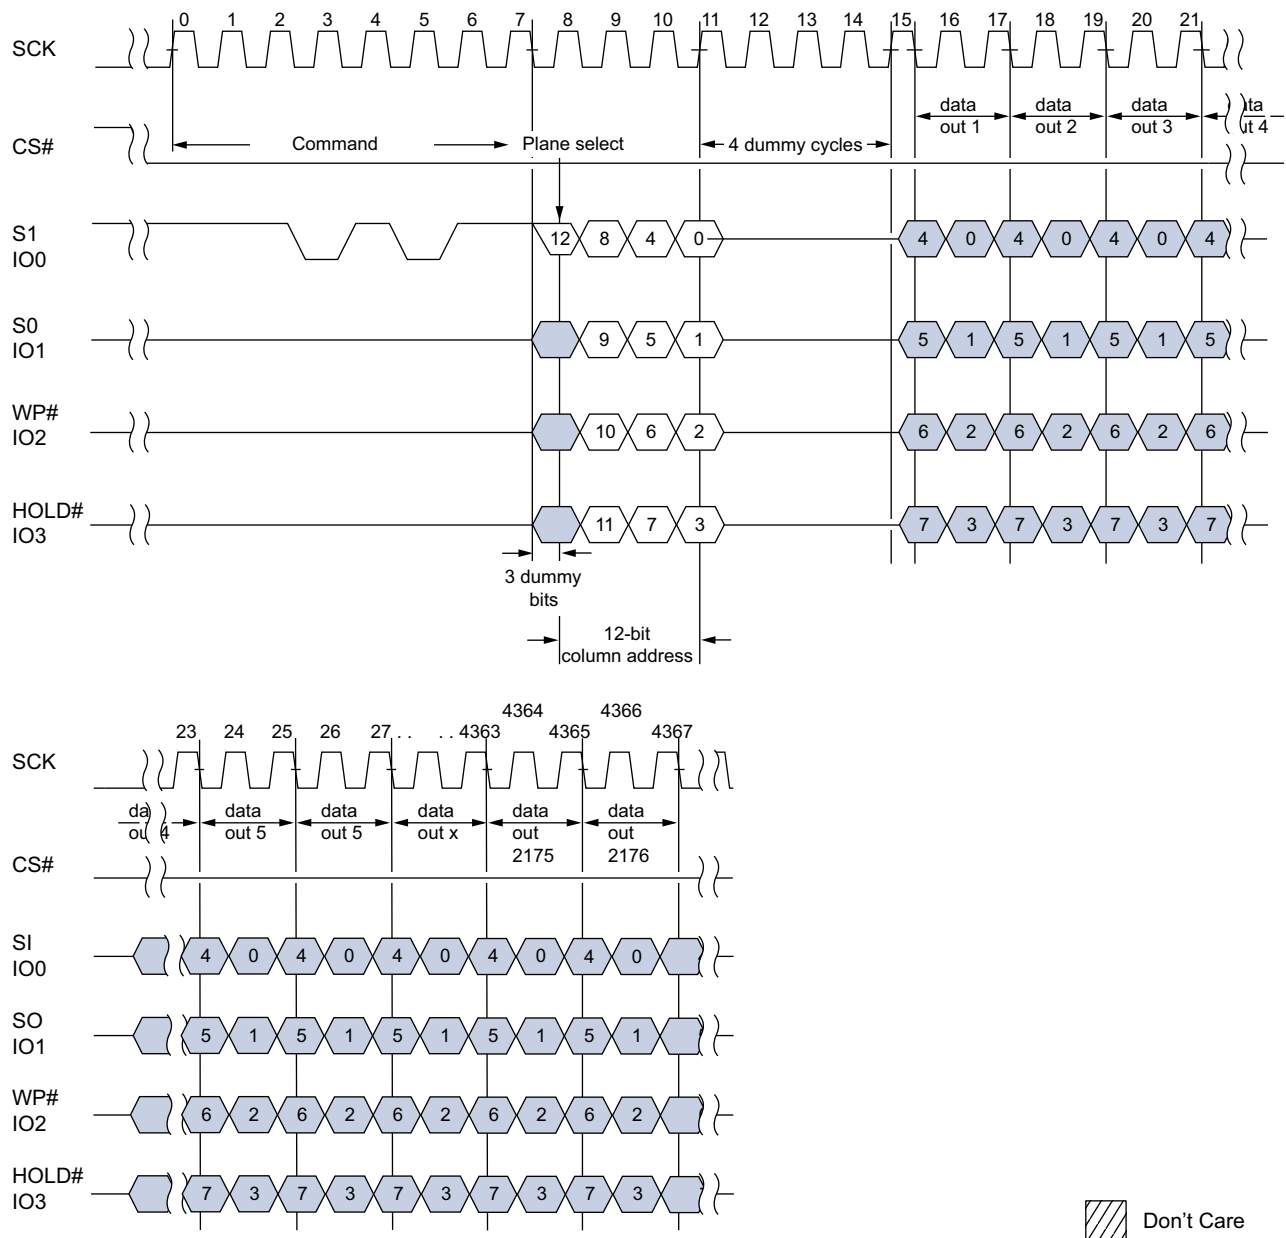 0 1 2 3 4 5 6 7 8 9 10 11 12 13 14 15 16 17 18 19 20 21
SCK
data out 1
data out 2
data out 3
CS#
Command
Plane select
4 dummy cycles
S1
IO0
12 8 4 0 4 0 4 0 4 0 4
S0
IO1
9 5 1 5 1 5 1 5 1 5
WP#
IO2
10 6 2 6 2 6 2 6 2 6
HOLD#
IO3
11 7 3 7 3 7 3 7 3 7
3 dummy
bits
12-bit
column address
4364 4366
23 24 25 26 27 . . . . 4363 4365 4367
SCK
data out 5
data out 5
data out x
data out 2175
data out 2176
CS#
SI
IO0
4 0 4 0 4 0 4 0 4 0
SO
IO1
5 1 5 1 5 1 5 1 5 1
WP#
IO2
6 2 6 2 6 2 6 2 6 2
HOLD#
IO3
7 3 7 3 7 3 7 3 7 3
Don't Care